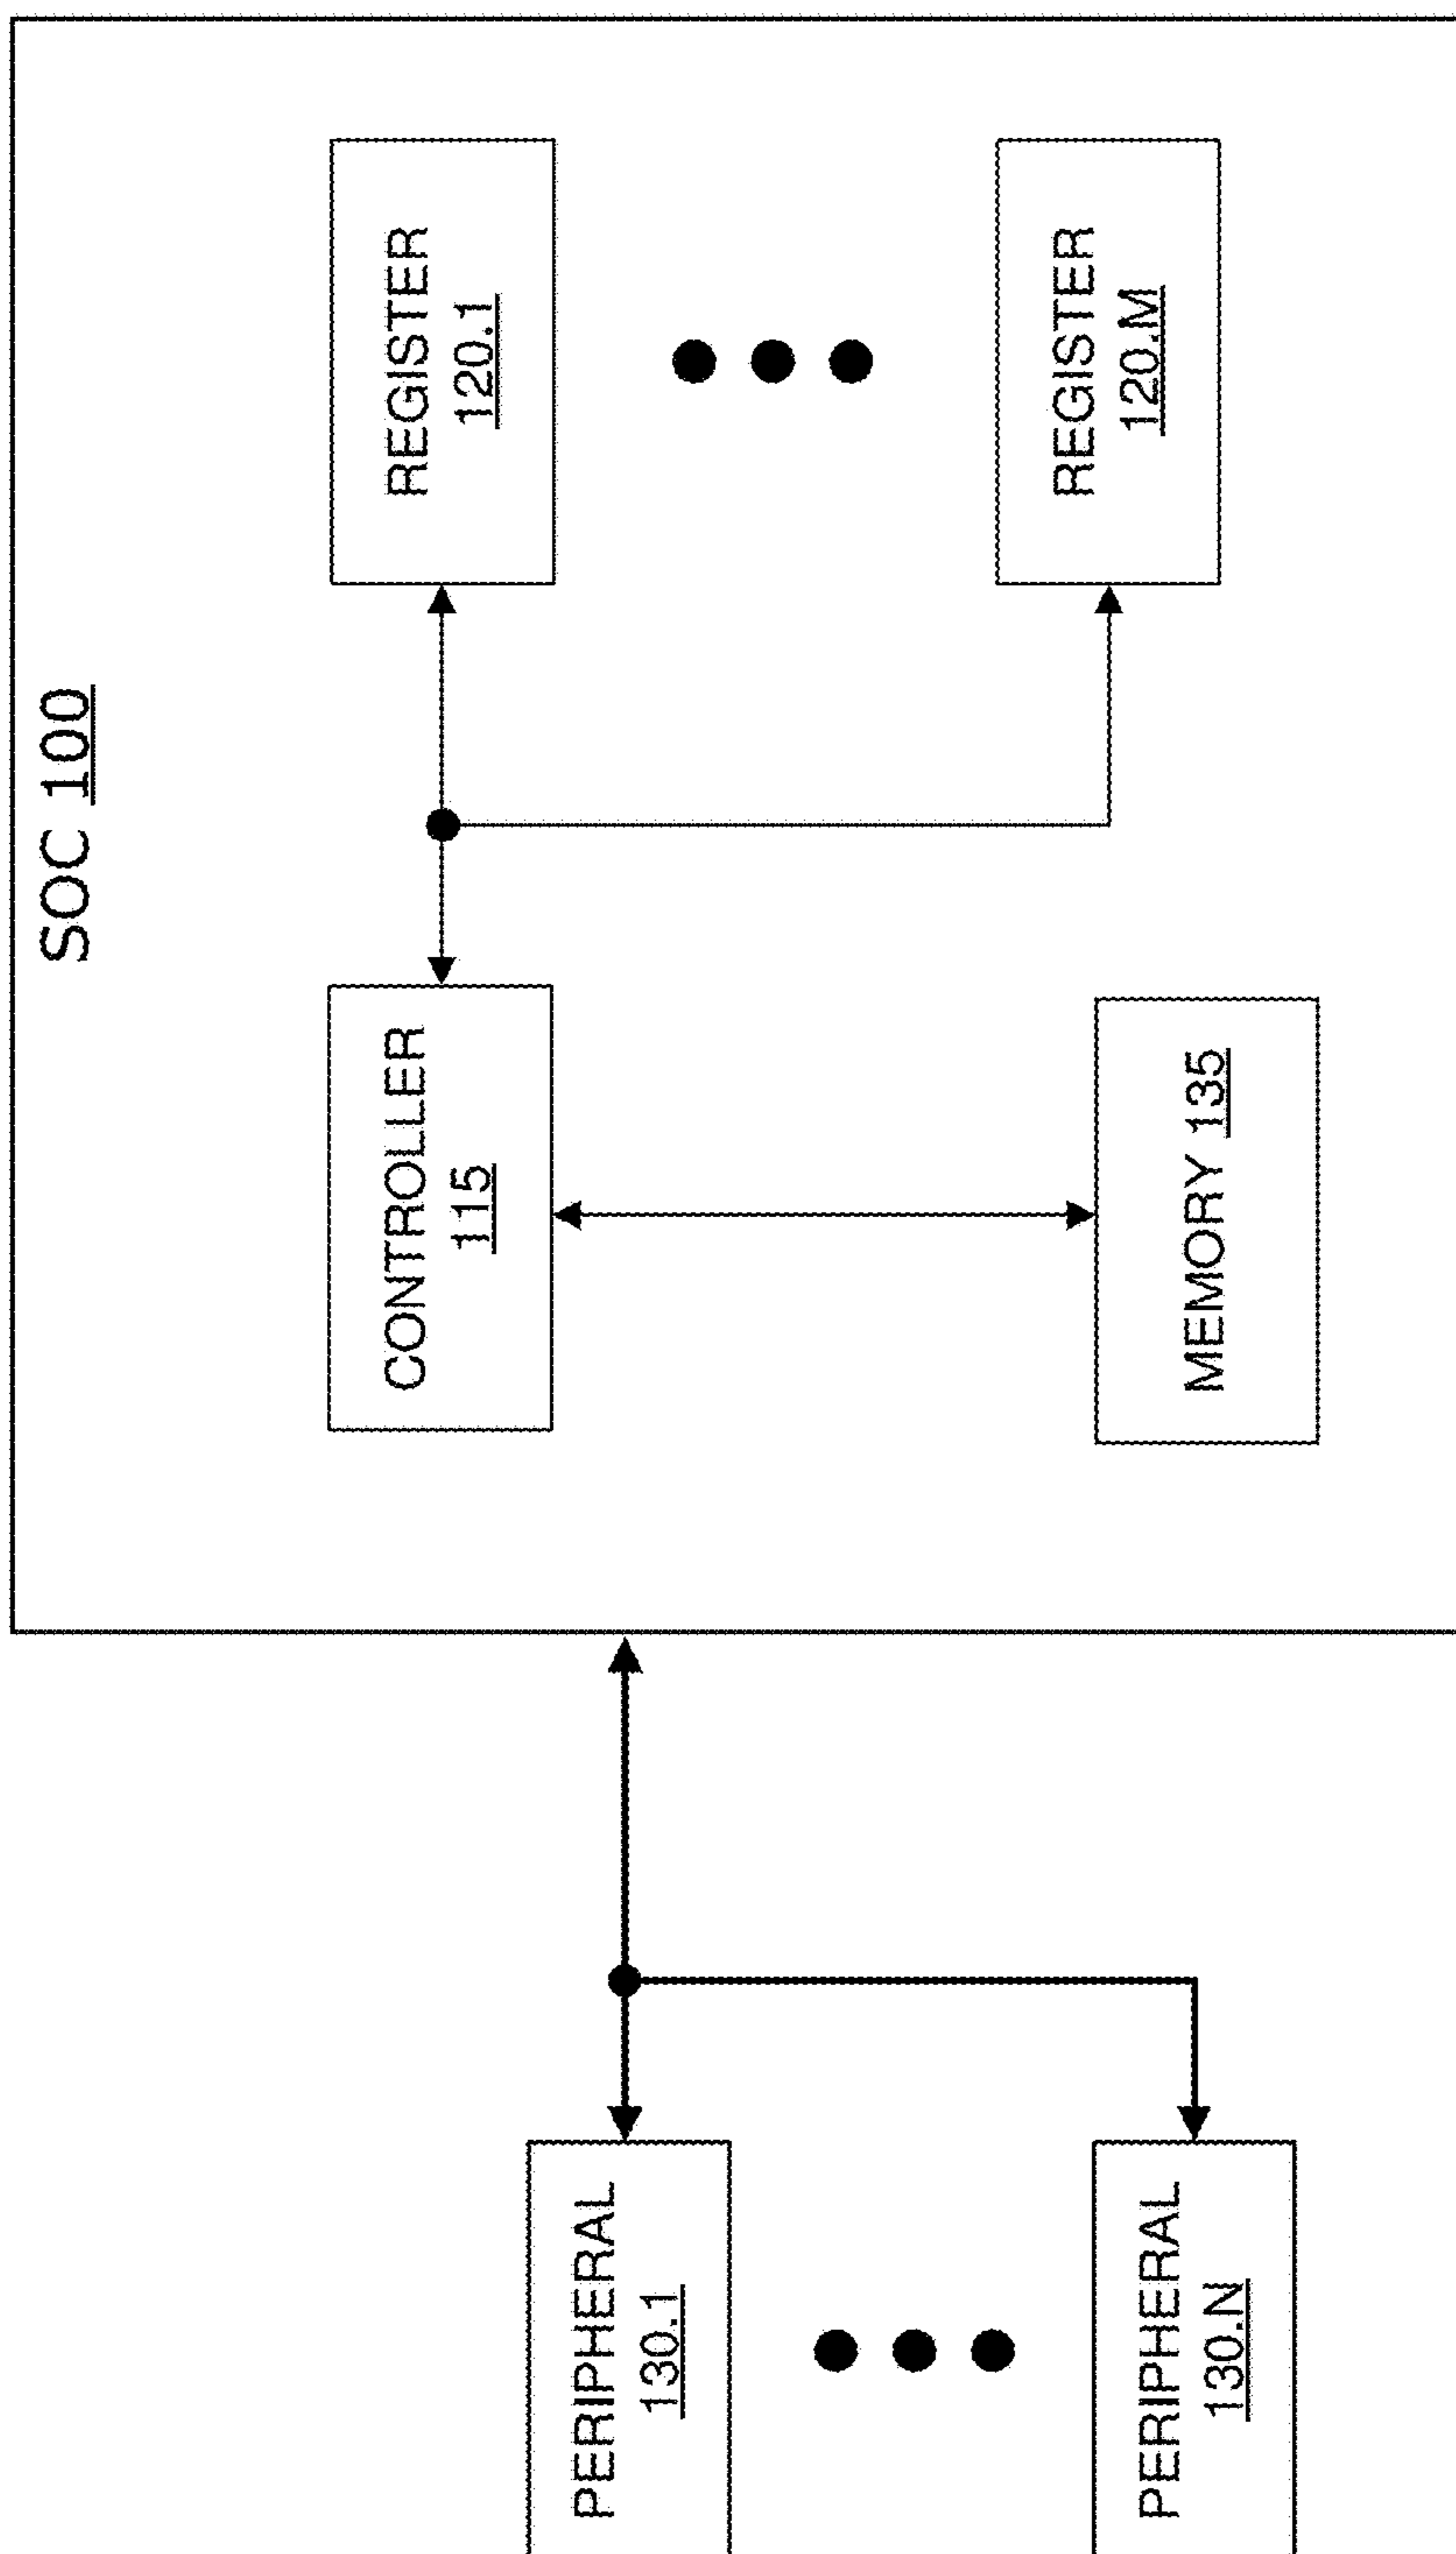 SOC 100
PERIPHERAL
130.1
CONTROLLER
115
REGISTER
120.1
PERIPHERAL
130.N
MEMORY 135
REGISTER
120.M